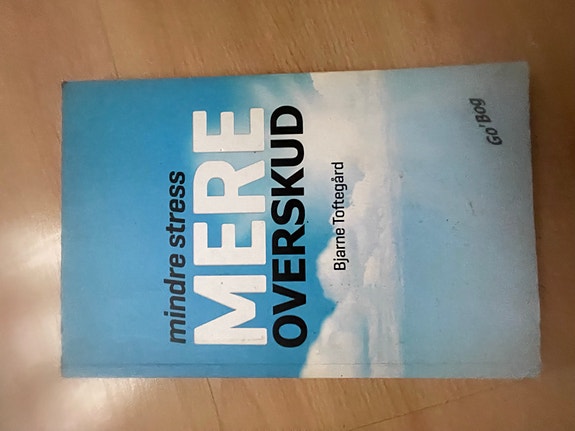 mindre stress
MERE
OVERSKUD
Bjarne Toftegård
Go'Bog